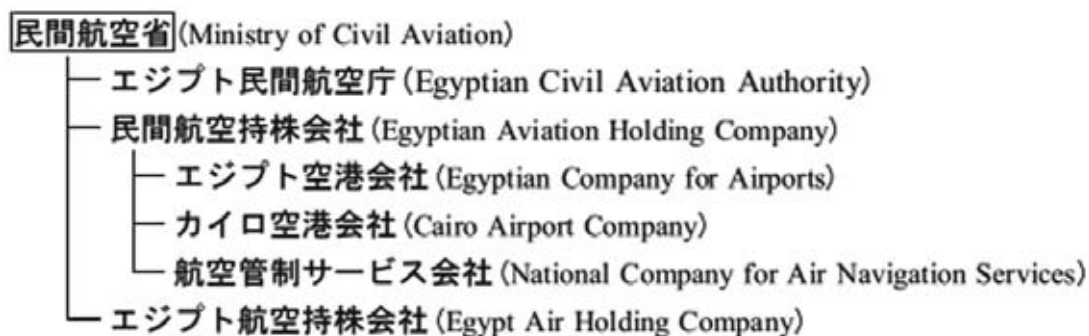 民間航空省(Ministry of Civil Aviation)
エジプト民間航空庁(Egyptian Civil Aviation Authority)
民間航空持株会社(Egyptian Aviation Holding Company)
エジプト空港会社(Egyptian Company for Airports)
カイロ空港会社(Cairo Airport Company)
航空管制サービス会社(National Company for Air Navigation Services)
エジプト航空持株会社(Egypt Air Holding Company)